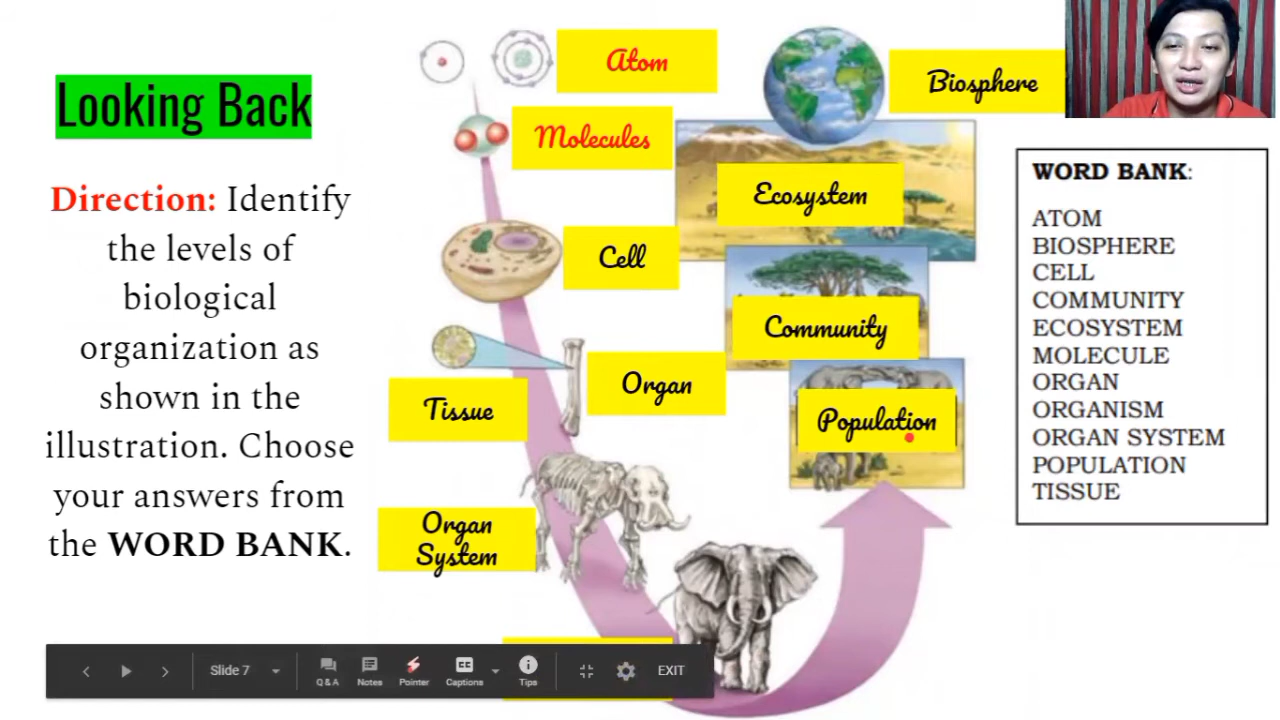 Looking Back
Direction: Identify
the levels of
biological
organization as
shown in the
illustration. Choose
your answers from
the WORD BANK.
Atom
Molecules
Cell
Tissue
Organ
Organ
System
Population
Community
Ecosystem
Biosphere
WORD BANK:
ATOM
BIOSPHERE
CELL
COMMUNITY
ECOSYSTEM
MOLECULE
ORGAN
ORGANISM
ORGAN SYSTEM
POPULATION
TISSUE
Slide 7
Q & A
Notes
Pointer
CC
Captions
Tips
EXIT